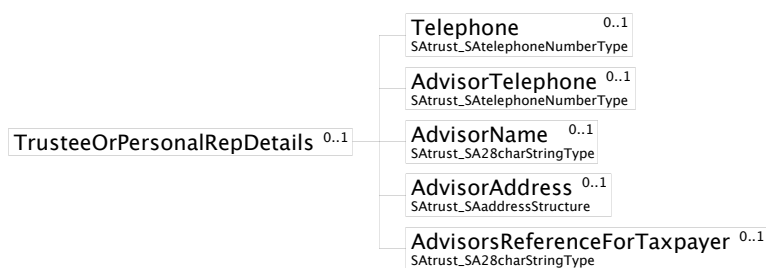 Telephone 0..1
SAtrust_SAtelephoneNumberType
AdvisorTelephone 0..1
SAtrust_SAtelephoneNumberType
TrusteeOrPersonalRepDetails 0..1
AdvisorName 0..1
SAtrust_SA28charStringType
AdvisorAddress 0..1
SAtrust_SAaddressStructure
AdvisorsReferenceForTaxpayer 0..1
SAtrust_SA28charStringType